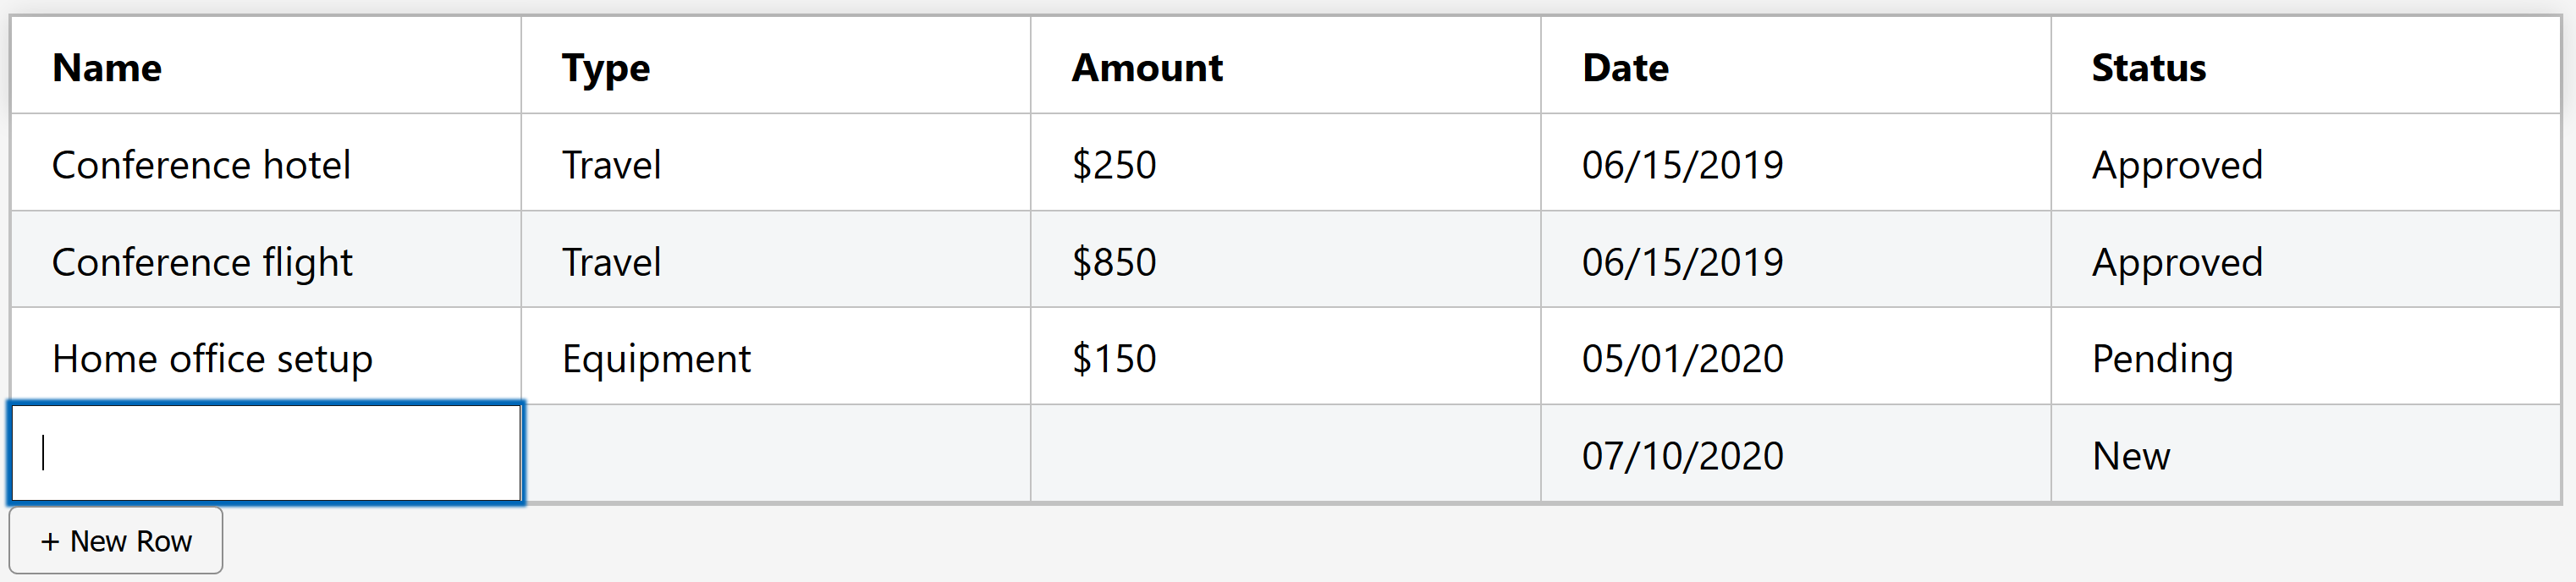 Name Type Amount Date Status
Conference hotel Travel $250 06/15/2019 Approved
Conference flight Travel $850 06/15/2019 Approved
Home office setup Equipment $150 05/01/2020 Pending
07/10/2020 New
+ New Row